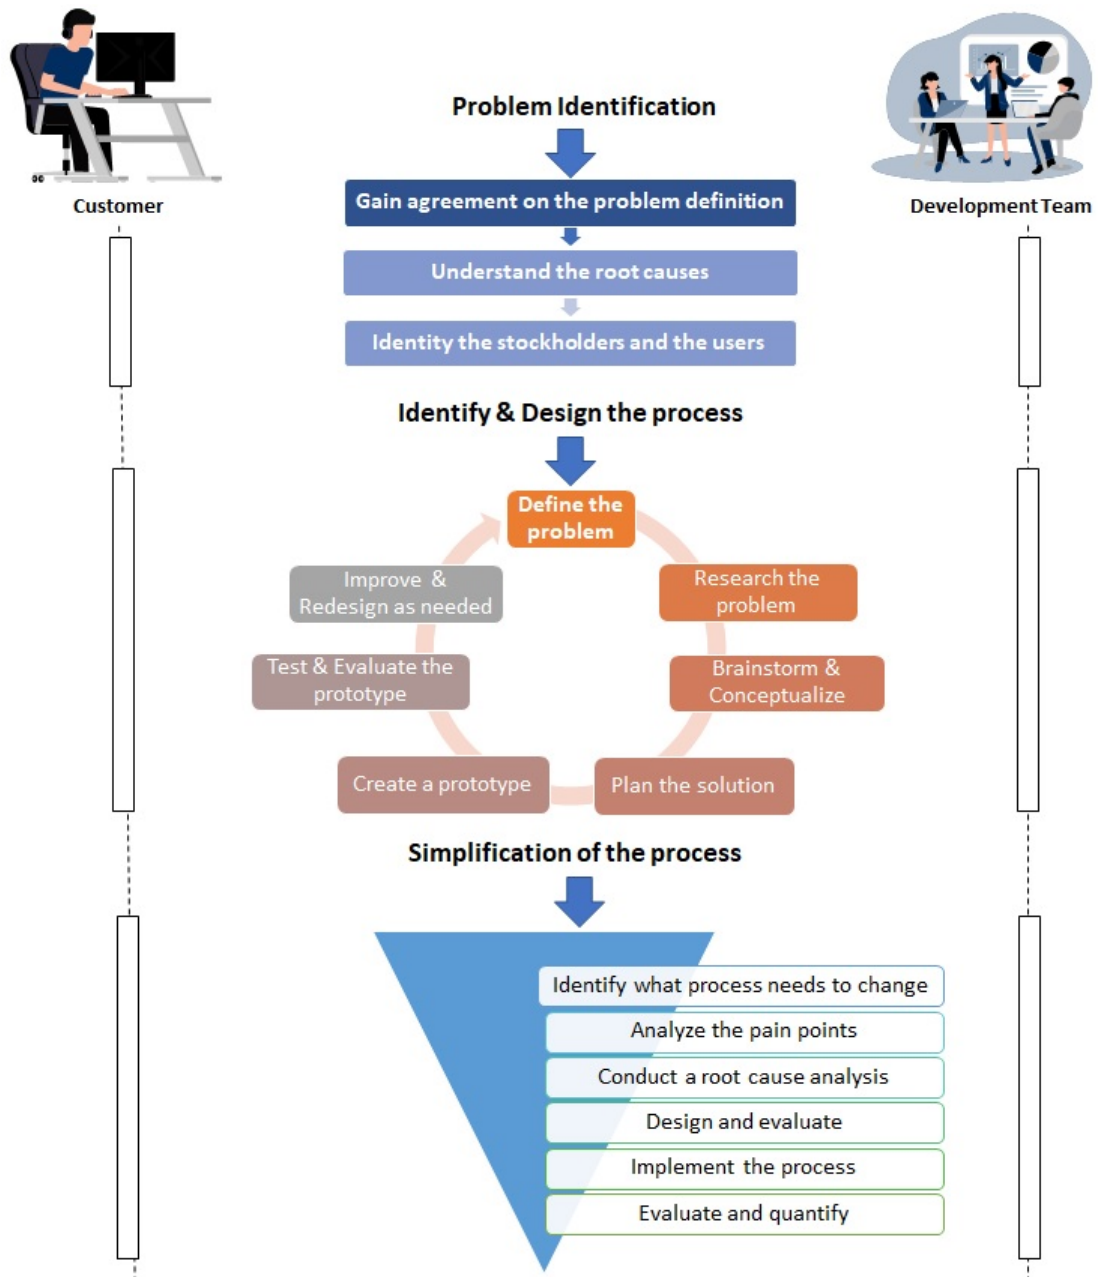 Problem Identification
Customer
Development Team
Gain agreement on the problem definition
Understand the root causes
Identity the stockholders and the users
Identify & Design the process
Define the
problem
Research the
problem
Brainstorm &
Conceptualize
Plan the solution
Create a prototype
Test & Evaluate the
prototype
Improve &
Redesign as needed
Simplification of the process
Identify what process needs to change
Analyze the pain points
Conduct a root cause analysis
Design and evaluate
Implement the process
Evaluate and quantify